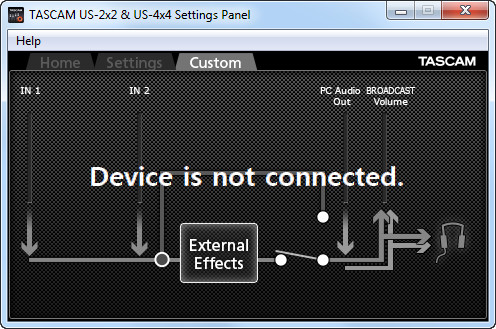 TASCAM US-2x2 & US-4x4 Settings Panel
Help
Home Settings Custom TASCAM
IN 1 IN 2 PC Audio Out BROADCAST Volume
Device is not connected.
External
Effects